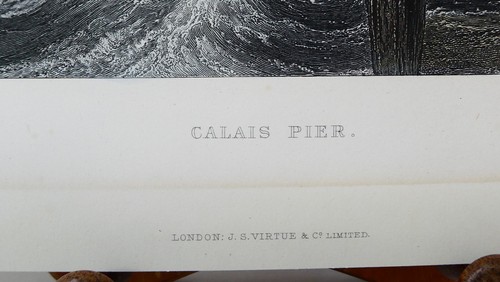 CALAIS PIER.
LONDON: J. S. VIRTUE & Cº. LIMITED.